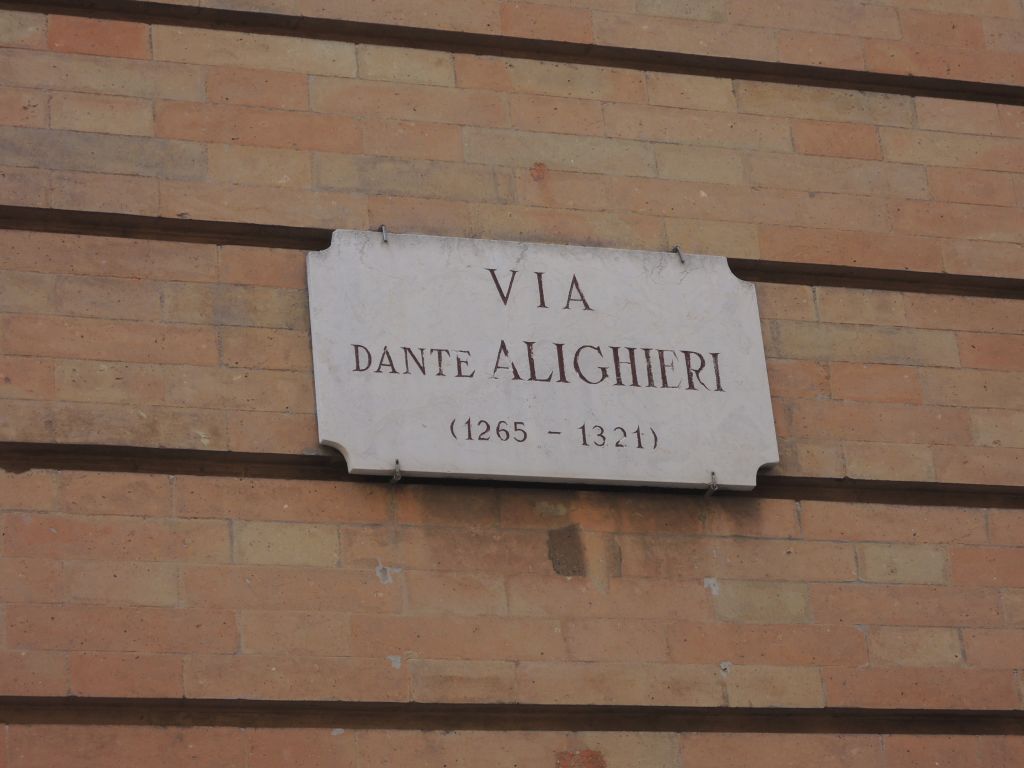 VIA
DANTE ALIGHIERI
(1265 - 1321)